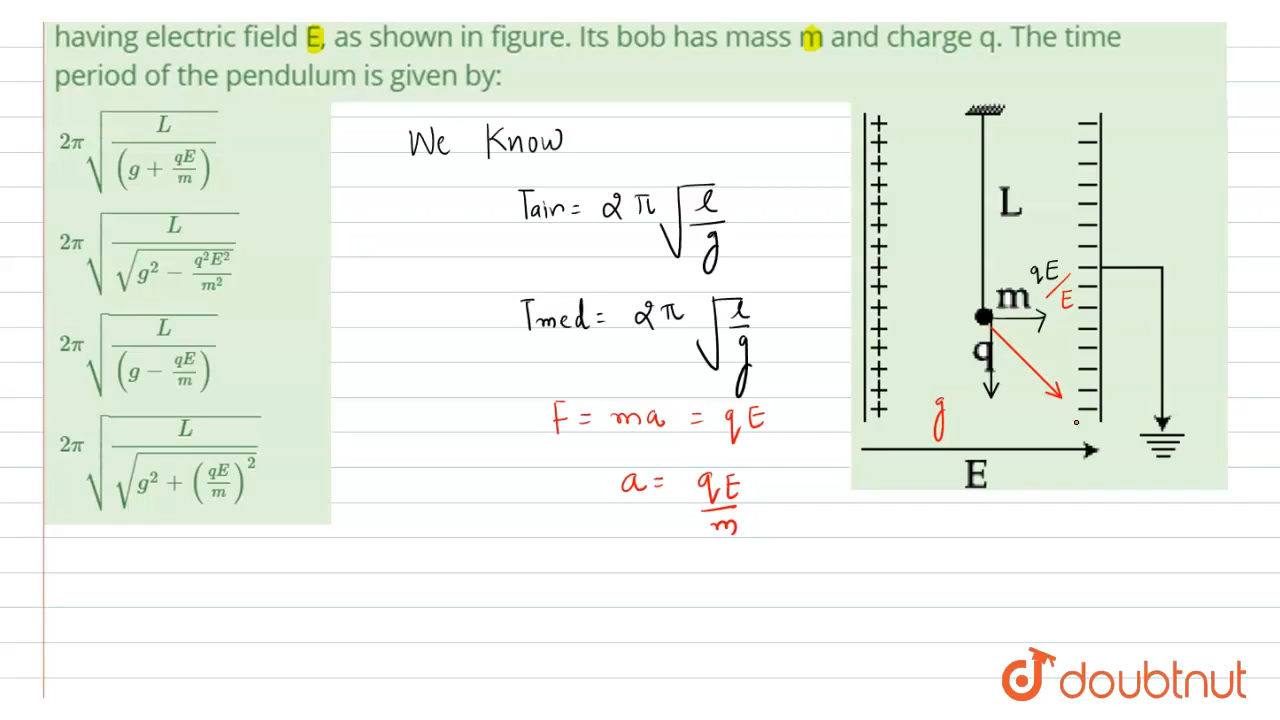 having electric field E, as shown in figure. Its bob has mass m and charge q. The time
period of the pendulum is given by:
2π √(L/(g + qE/m))
2π √(L/√(g² − q²E²/m²))
2π √(L/(g − qE/m))
2π √(L/√(g² + (qE/m)²))
We Know
Tair = 2π √(l/g)
Tmed = 2π √(l/g)
F = ma = qE
a = qE/m
L
qE/E
m
q
g
E
doubtnut